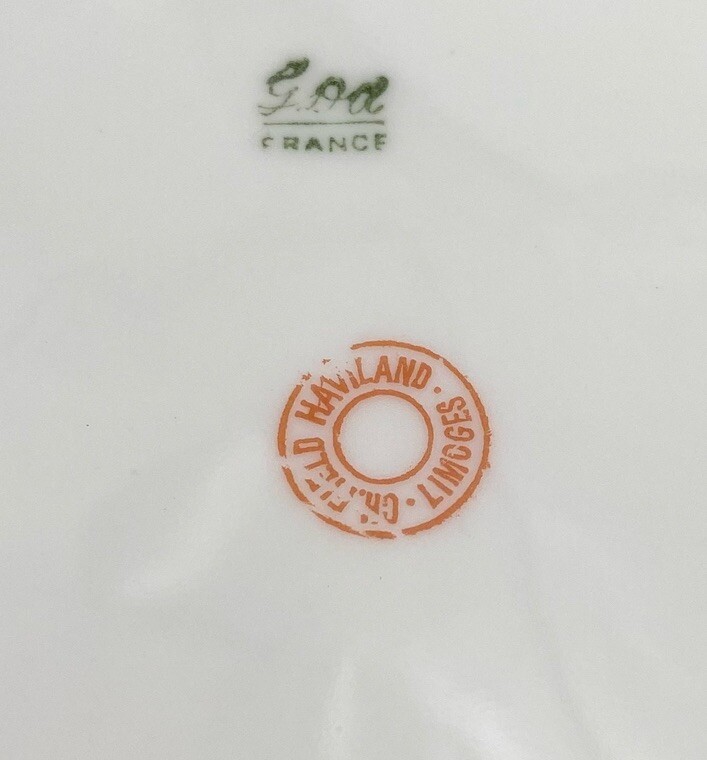 GDA
FRANCE
CH. FIELD HAVILAND · LIMOGES ·